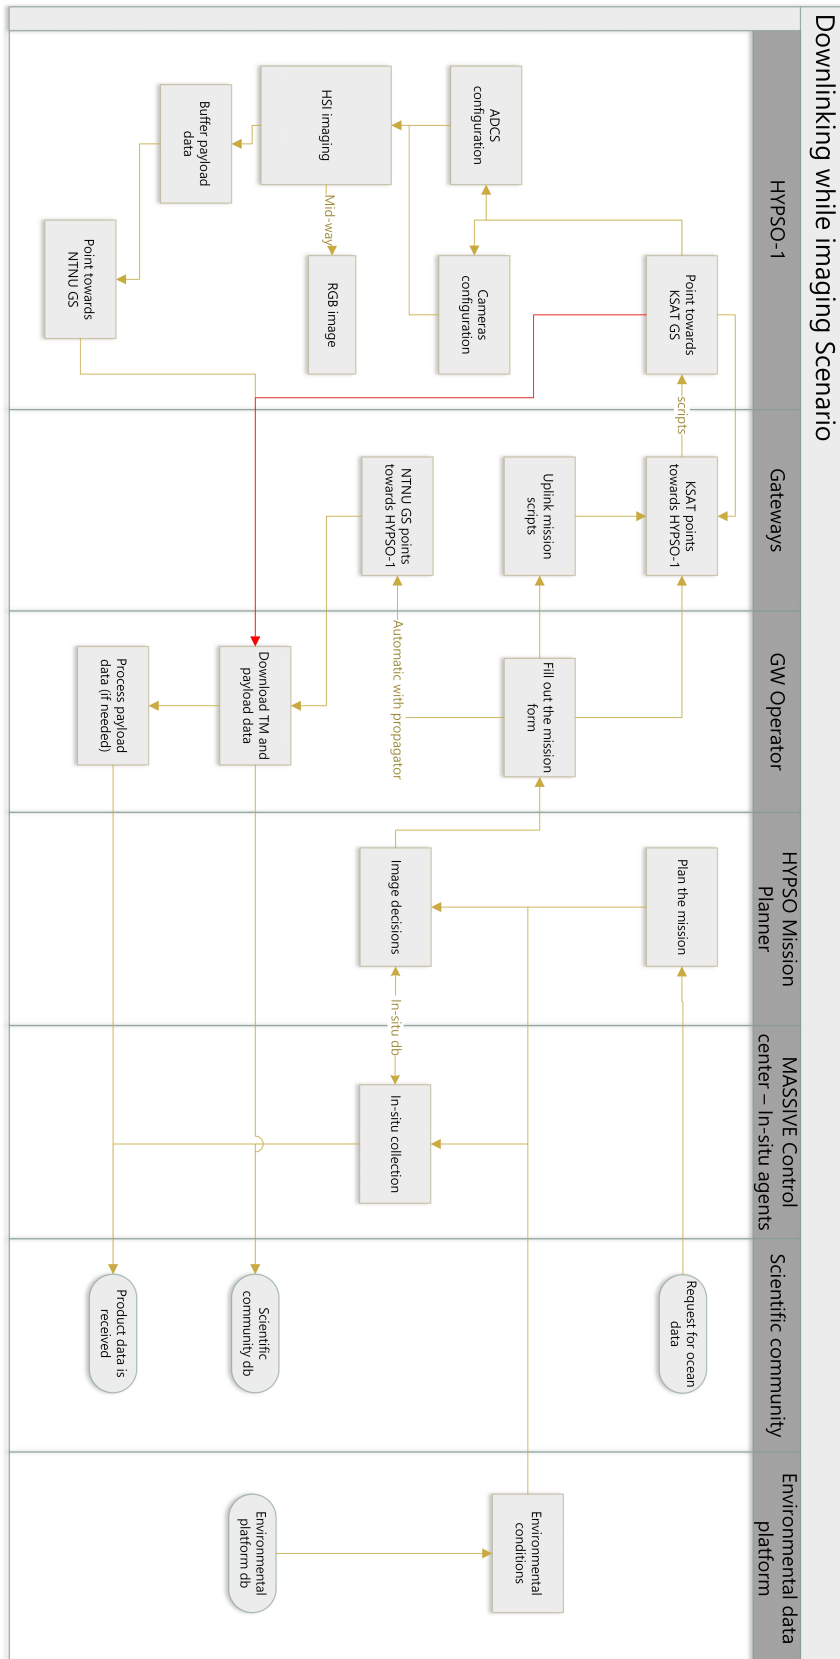 Downlinking while imaging Scenario
HYPSO-1
Gateways
GW Operator
HYPSO Mission
Planner
MASSIVE Control
center – In-situ agents
Scientific community
Environmental data
platform
Point towards
KSAT GS
scripts
KSAT points
towards HYPSO-1
Plan the mission
Request for ocean
data
ADCS
configuration
Cameras
configuration
Uplink mission
scripts
Fill out the mission
form
Environmental
conditions
HSI imaging
Mid-way
RGB image
NTNU GS points
towards HYPSO-1
Automatic with propagator
Image decisions
In-situ db
In-situ collection
Buffer payload
data
Download TM and
payload data
Scientific
community db
Environmental
platform db
Point towards
NTNU GS
Process payload
data (if needed)
Product data is
received